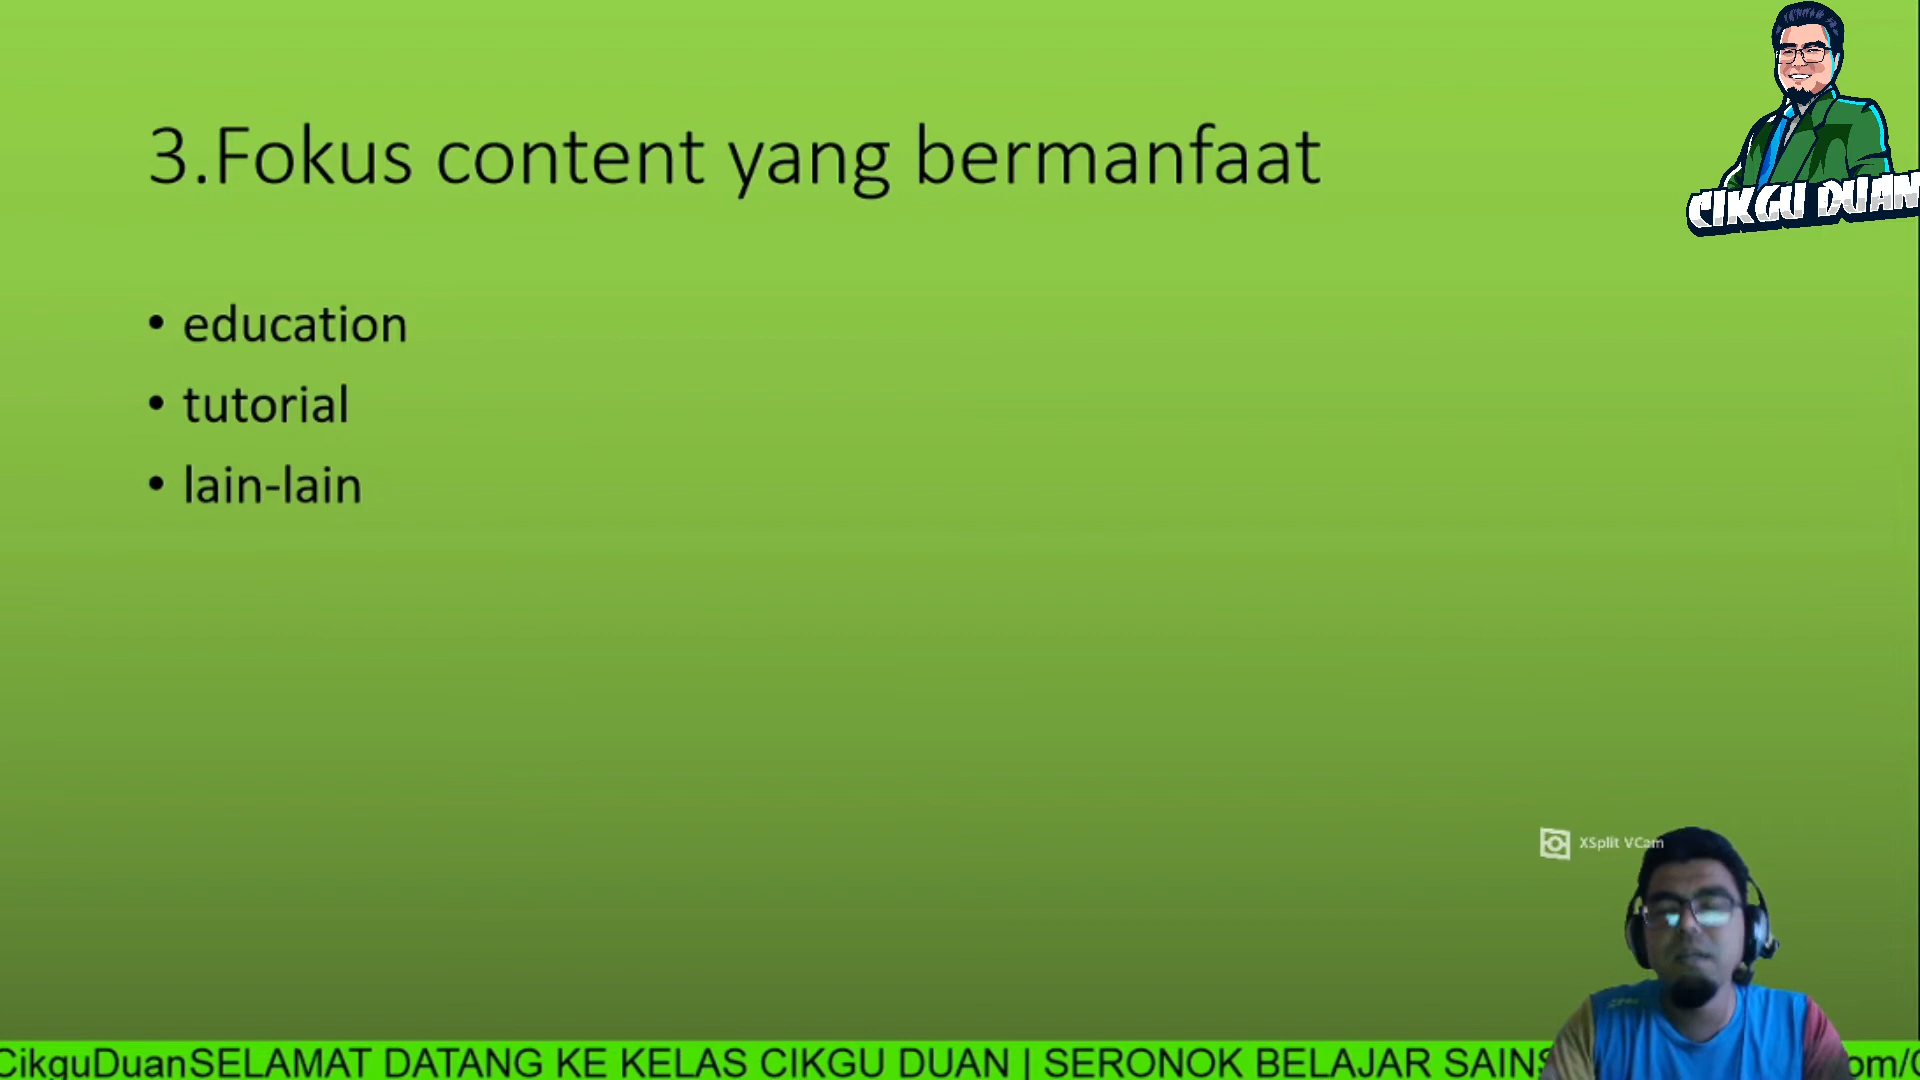 CIKGU DUAN
3.Fokus content yang bermanfaat
• education
• tutorial
• lain-lain
XSplit VCam
CikguDuanSELAMAT DATANG KE KELAS CIKGU DUAN | SERONOK BELAJAR SAINS om/